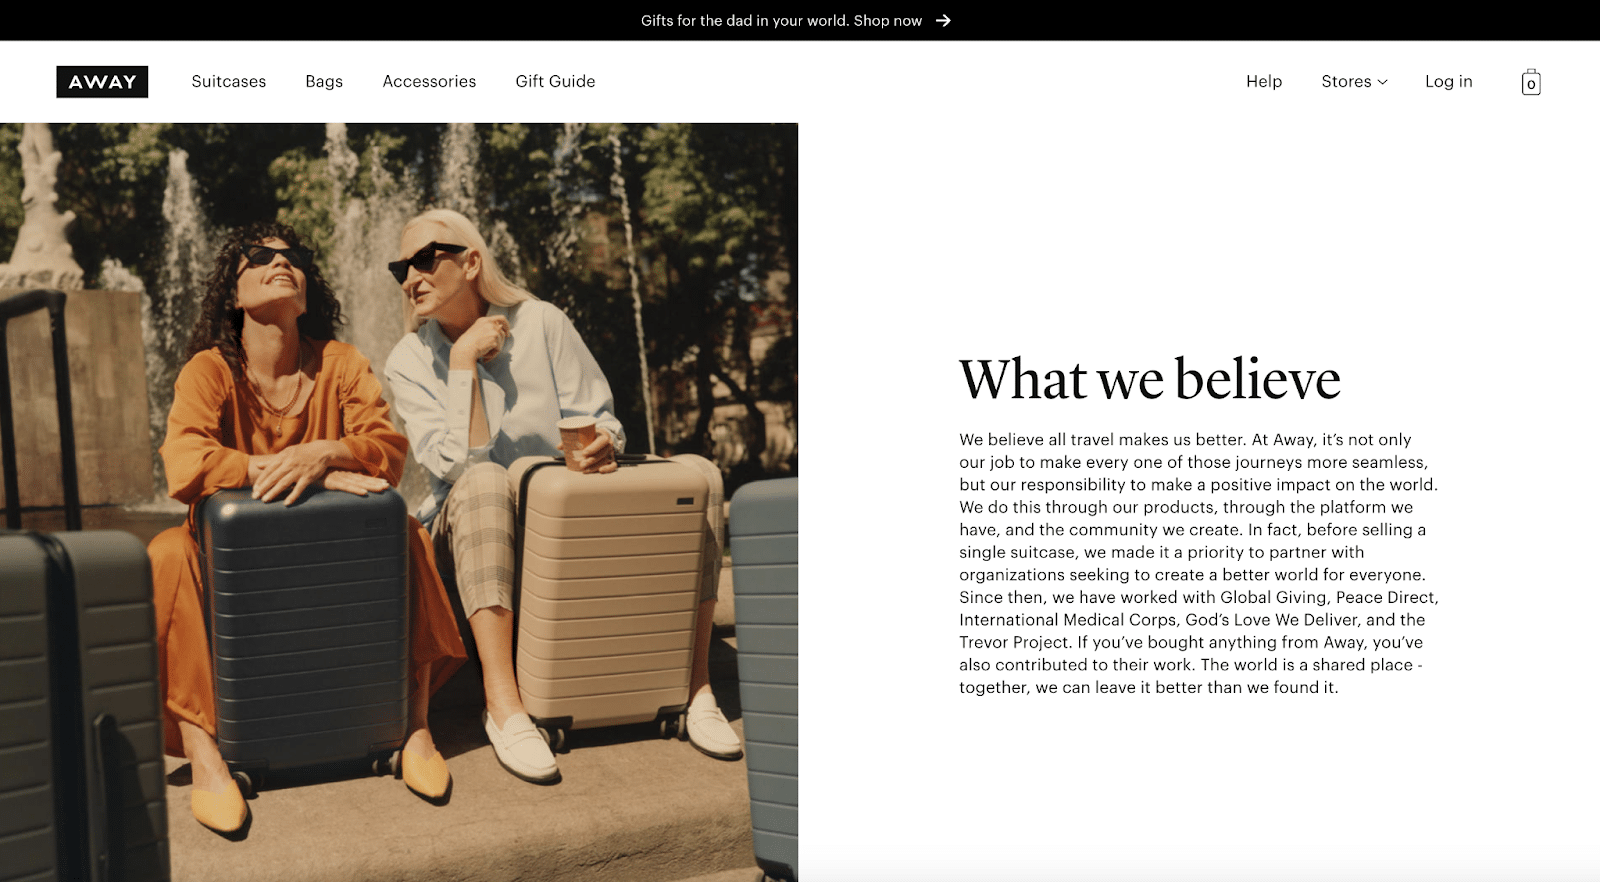 Gifts for the dad in your world. Shop now
AWAY
Suitcases
Bags
Accessories
Gift Guide
Help
Stores
Log in
0
What we believe
We believe all travel makes us better. At Away, it’s not only
our job to make every one of those journeys more seamless,
but our responsibility to make a positive impact on the world.
We do this through our products, through the platform we
have, and the community we create. In fact, before selling a
single suitcase, we made it a priority to partner with
organizations seeking to create a better world for everyone.
Since then, we have worked with Global Giving, Peace Direct,
International Medical Corps, God’s Love We Deliver, and the
Trevor Project. If you’ve bought anything from Away, you’ve
also contributed to their work. The world is a shared place -
together, we can leave it better than we found it.